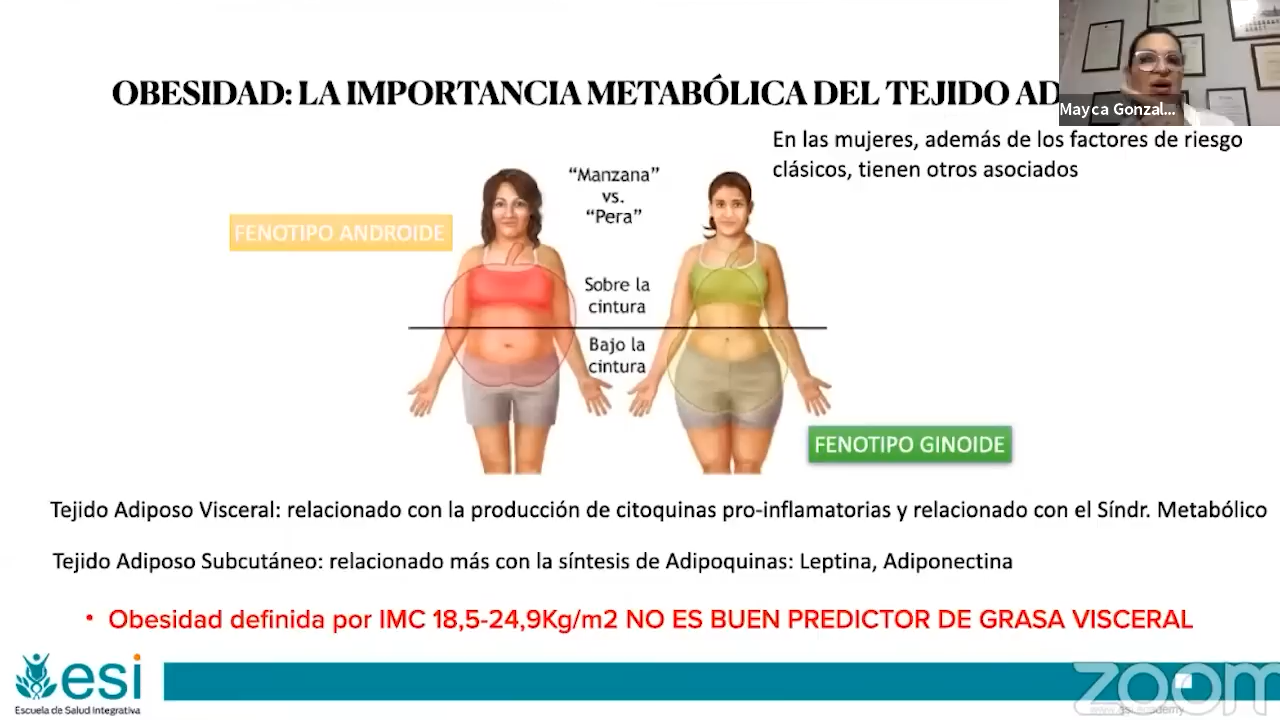 OBESIDAD: LA IMPORTANCIA METABÓLICA DEL TEJIDO AD
Mayca Gonzal...
En las mujeres, además de los factores de riesgo
clásicos, tienen otros asociados
“Manzana”
vs.
“Pera”
FENOTIPO ANDROIDE
Sobre la
cintura
Bajo la
cintura
FENOTIPO GINOIDE
Tejido Adiposo Visceral: relacionado con la producción de citoquinas pro-inflamatorias y relacionado con el Síndr. Metabólico
Tejido Adiposo Subcutáneo: relacionado más con la síntesis de Adipoquinas: Leptina, Adiponectina
• Obesidad definida por IMC 18,5-24,9Kg/m2 NO ES BUEN PREDICTOR DE GRASA VISCERAL
esi
Escuela de Salud Integrativa
zoom